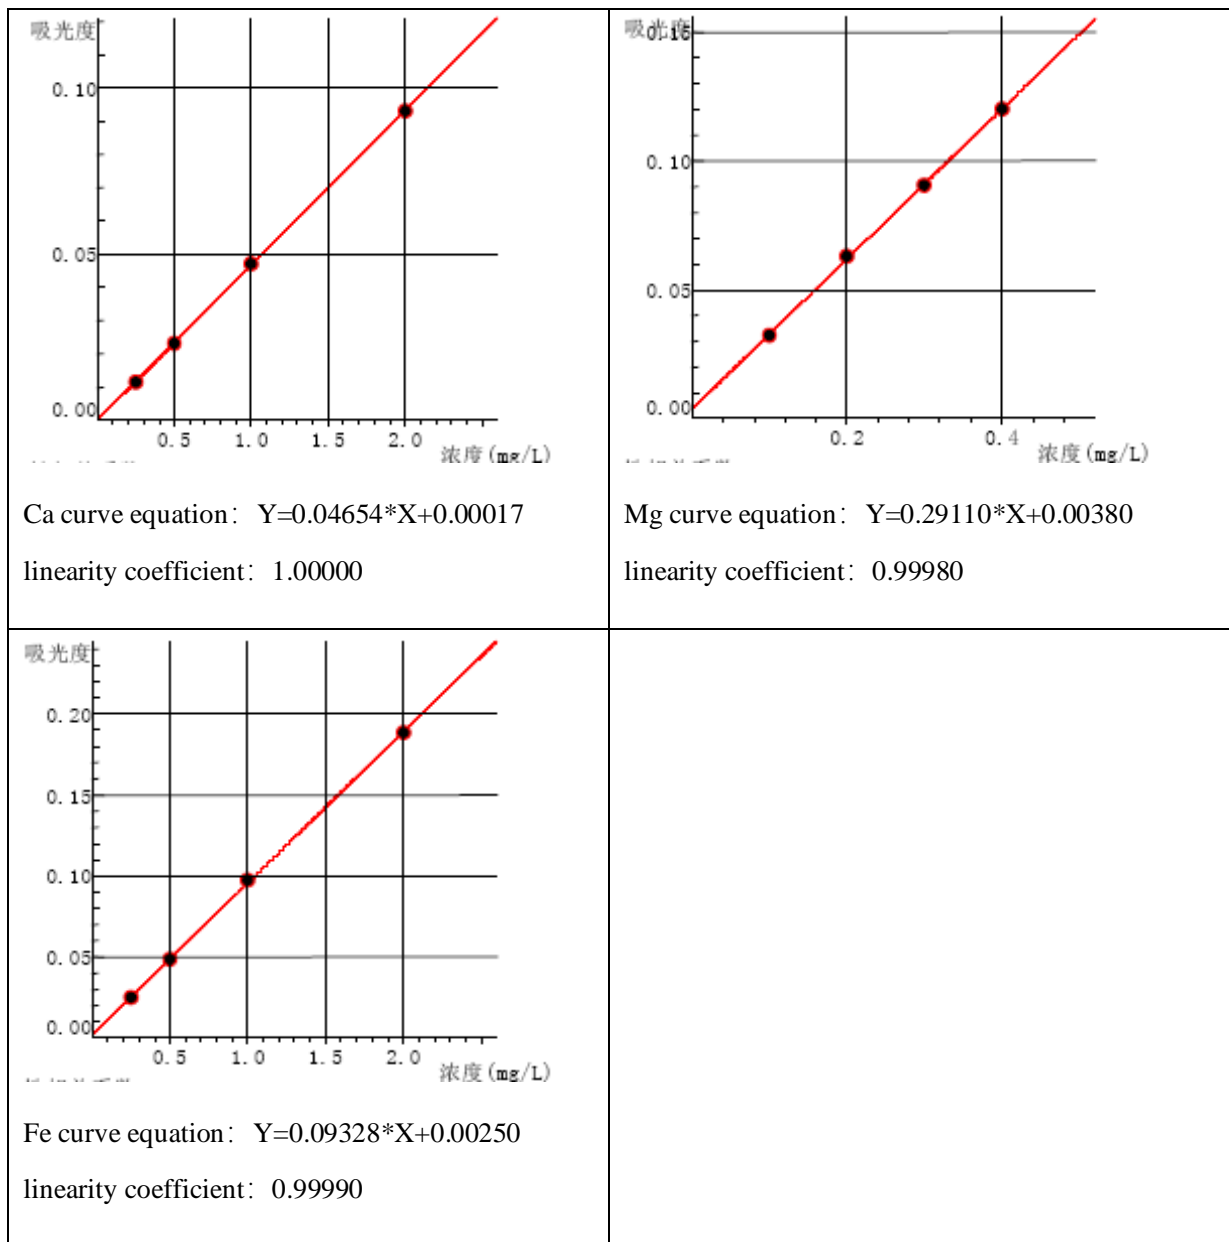 吸光度
0.10
0.05
0.00
0.5 1.0 1.5 2.0
浓度(mg/L)
Ca curve equation： Y=0.04654*X+0.00017
linearity coefficient：1.00000
吸光度
0.15
0.10
0.05
0.00
0.2 0.4
浓度(mg/L)
Mg curve equation： Y=0.29110*X+0.00380
linearity coefficient：0.99980
吸光度
0.20
0.15
0.10
0.05
0.00
0.5 1.0 1.5 2.0
浓度(mg/L)
Fe curve equation： Y=0.09328*X+0.00250
linearity coefficient：0.99990